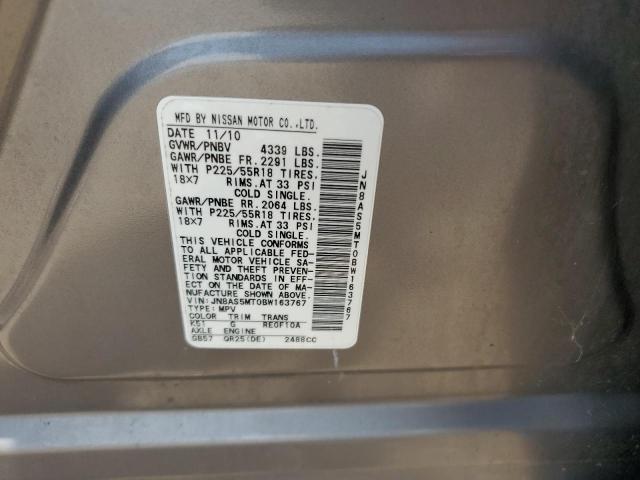 MFD BY NISSAN MOTOR CO.,LTD.
DATE 11/10
GVWR/PNBV 4339 LBS.
GAWR/PNBE FR. 2291 LBS.
WITH P225/55R18 TIRES.
18X7 RIMS.AT 33 PSI
COLD SINGLE.
GAWR/PNBE RR. 2064 LBS.
WITH P225/55R18 TIRES.
18X7 RIMS.AT 33 PSI
COLD SINGLE.
THIS VEHICLE CONFORMS
TO ALL APPLICABLE FED-
ERAL MOTOR VEHICLE SA-
FETY AND THEFT PREVEN-
TION STANDARDS IN EFF-
ECT ON THE DATE OF MA-
NUFACTURE SHOWN ABOVE.
VIN:JN8AS5MT0BW163767
TYPE: MPV
COLOR TRIM TRANS
K51 G RE0F10A
AXLE ENGINE
GB57 QR25(DE) 2488CC
JN8AS5MT0BW163767